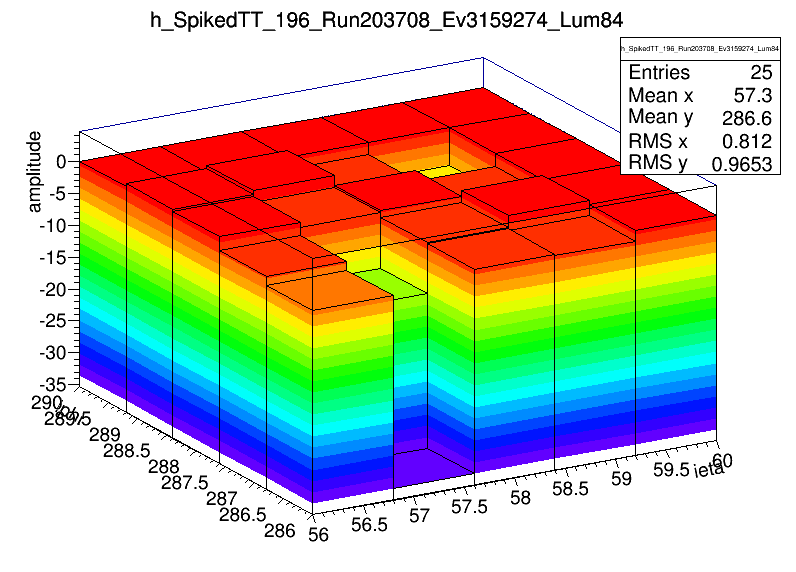 h_SpikedTT_196_Run203708_Ev3159274_Lum84
h_SpikedTT_196_Run203708_Ev3159274_Lum84
Entries 25
Mean x 57.3
Mean y 286.6
RMS x 0.812
RMS y 0.9653
amplitude
0
-5
-10
-15
-20
-25
-30
-35
290
289.5
289
288.5
288
287.5
287
286.5
286
56
56.5
57
57.5
58
58.5
59
59.5
60
ieta